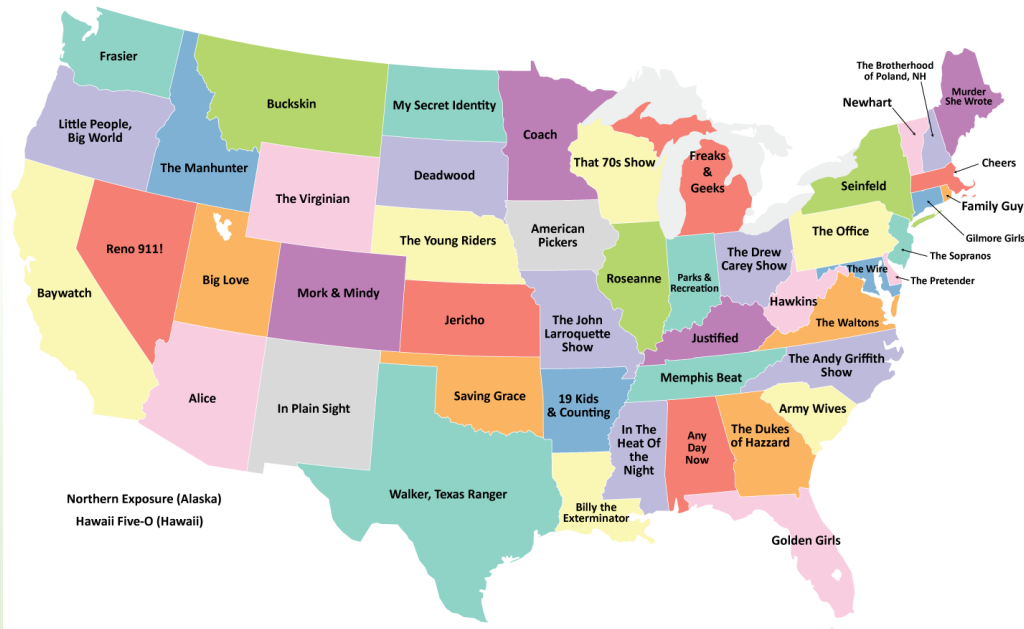 Frasier
Little People,
Big World
The Manhunter
Buckskin
My Secret Identity
Coach
That 70s Show
Freaks
&
Geeks
The Brotherhood
of Poland, NH
Newhart
Murder
She Wrote
Cheers
Family Guy
Gilmore Girls
The Sopranos
The Pretender
Seinfeld
The Office
The Wire
The Virginian
Deadwood
The Young Riders
American
Pickers
Roseanne
Parks &
Recreation
The Drew
Carey Show
Hawkins
The Waltons
Reno 911!
Baywatch
Big Love
Mork & Mindy
Jericho
The John
Larroquette
Show
Justified
Memphis Beat
The Andy Griffith
Show
Alice
In Plain Sight
Saving Grace
19 Kids
& Counting
In The
Heat Of
the
Night
Any
Day
Now
The Dukes
of Hazzard
Army Wives
Walker, Texas Ranger
Billy the
Exterminator
Golden Girls
Northern Exposure (Alaska)
Hawaii Five-O (Hawaii)